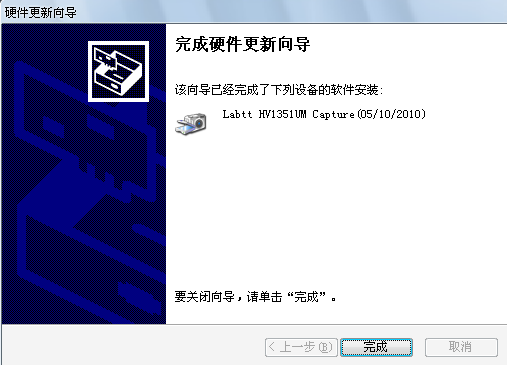 硬件更新向导
完成硬件更新向导
该向导已经完成了下列设备的软件安装:
Labtt HV1351UM Capture(05/10/2010)
要关闭向导，请单击“完成”。
< 上一步(B)
完成
取消